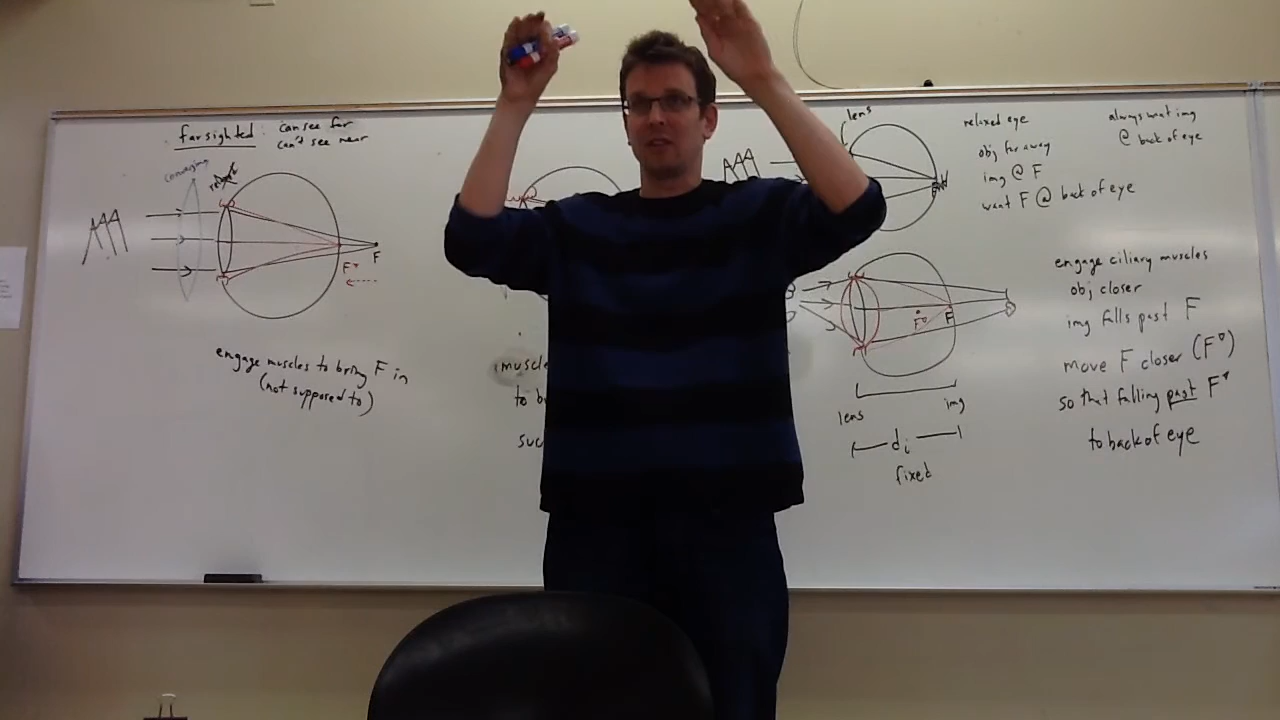 farsighted: can see far
can't see near
converging
F
F*
engage muscles to bring F in
(not supposed to)
muscle
to b
suc
lens
relaxed eye
obj far away
img @ F
want F @ back of eye
always want img
@ back of eye
F
lens
img
di
fixed
engage ciliary muscles
obj closer
img falls past F
move F closer (F*)
so that falling past F*
to back of eye